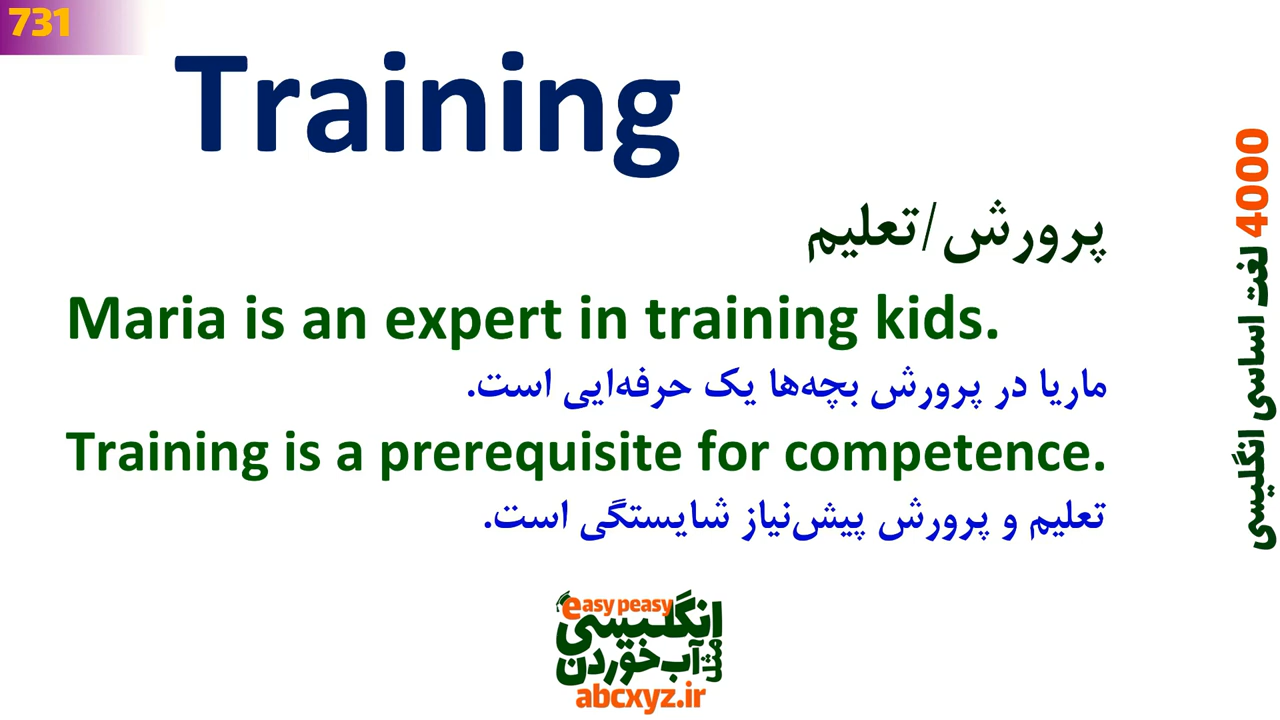 731
Training
پرورش/تعلیم
Maria is an expert in training kids.
ماریا در پرورش بچه‌ها یک حرفه‌ایی است.
Training is a prerequisite for competence.
تعلیم و پرورش پیش‌نیاز شایستگی است.
4000 لغت اساسی انگلیسی
easy peasy
انگلیسی
مثل آب خوردن
abcxyz.ir